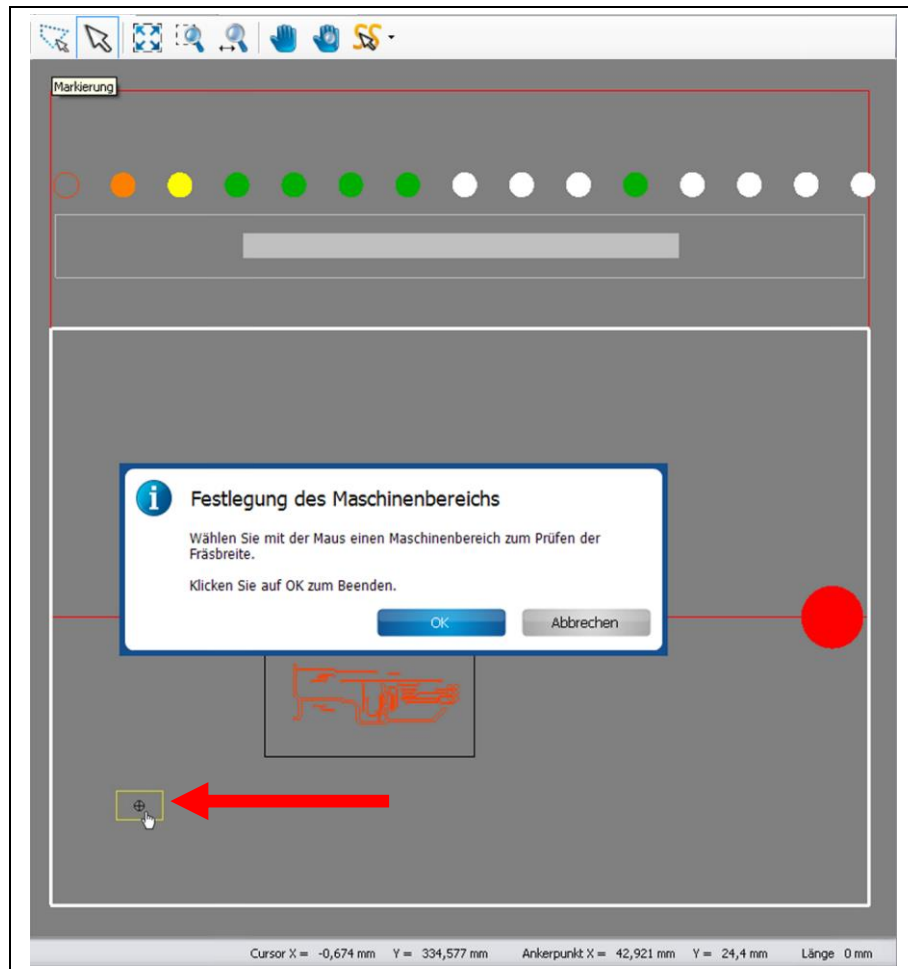 Markierung
Festlegung des Maschinenbereichs
Wählen Sie mit der Maus einen Maschinenbereich zum Prüfen der
Fräsbreite.
Klicken Sie auf OK zum Beenden.
OK Abbrechen
Cursor X = -0,674 mm Y = 334,577 mm Ankerpunkt X = 42,921 mm Y = 24,4 mm Länge 0 mm